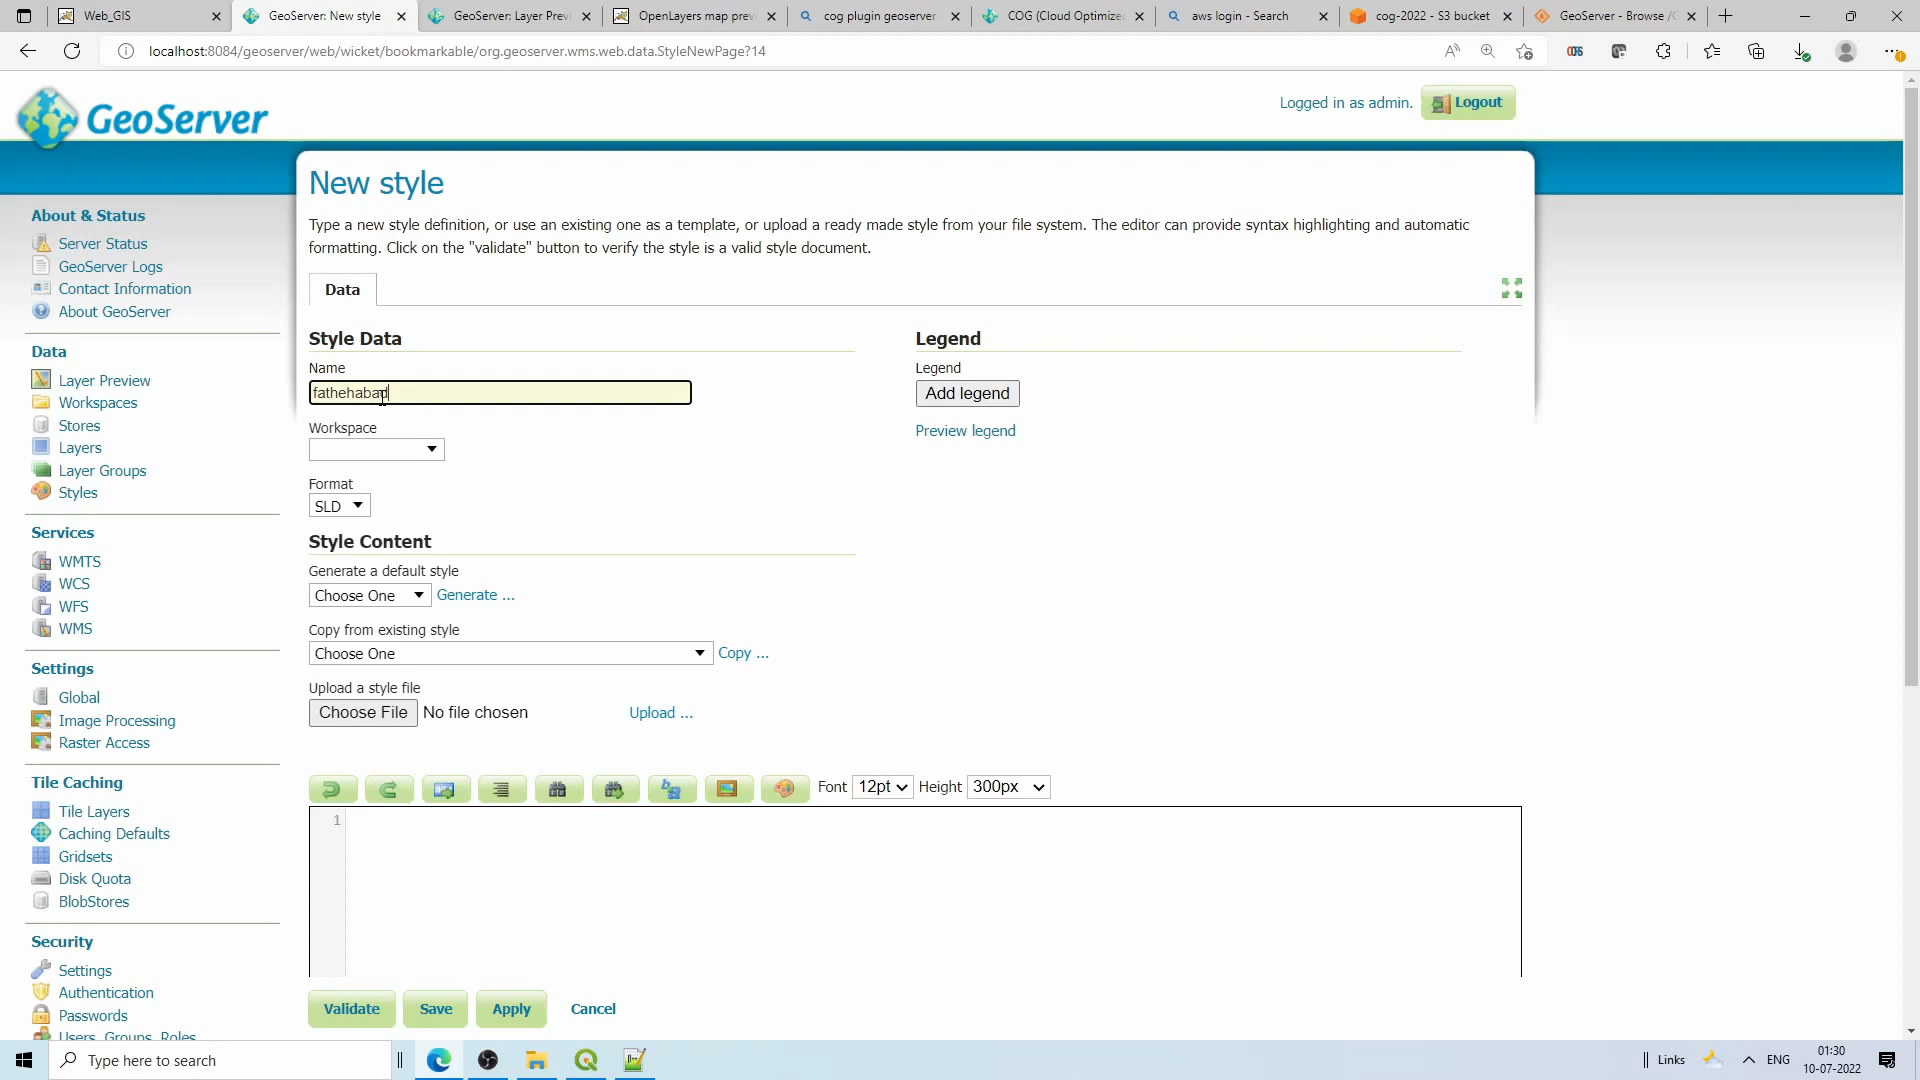 Web_GIS
GeoServer: New style
GeoServer: Layer Previ
OpenLayers map previ
cog plugin geoserver
COG (Cloud Optimize
aws login - Search
cog-2022 - S3 bucket
GeoServer - Browse /G
localhost:8084/geoserver/web/wicket/bookmarkable/org.geoserver.wms.web.data.StyleNewPage?14
GeoServer
Logged in as admin.
Logout
New style
Type a new style definition, or use an existing one as a template, or upload a ready made style from your file system. The editor can provide syntax highlighting and automatic
formatting. Click on the "validate" button to verify the style is a valid style document.
About & Status
Server Status
GeoServer Logs
Contact Information
About GeoServer
Data
Layer Preview
Workspaces
Stores
Layers
Layer Groups
Styles
Services
WMTS
WCS
WFS
WMS
Settings
Global
Image Processing
Raster Access
Tile Caching
Tile Layers
Caching Defaults
Gridsets
Disk Quota
BlobStores
Security
Settings
Authentication
Passwords
Users, Groups, Roles
Data
Style Data
Name
fathehabad
Workspace
Format
SLD
Style Content
Generate a default style
Choose One
Generate ...
Copy from existing style
Choose One
Copy ...
Upload a style file
Choose File
No file chosen
Upload ...
Legend
Legend
Add legend
Preview legend
Font
12pt
Height
300px
1
Validate
Save
Apply
Cancel
Type here to search
Links
ENG
01:30
10-07-2022